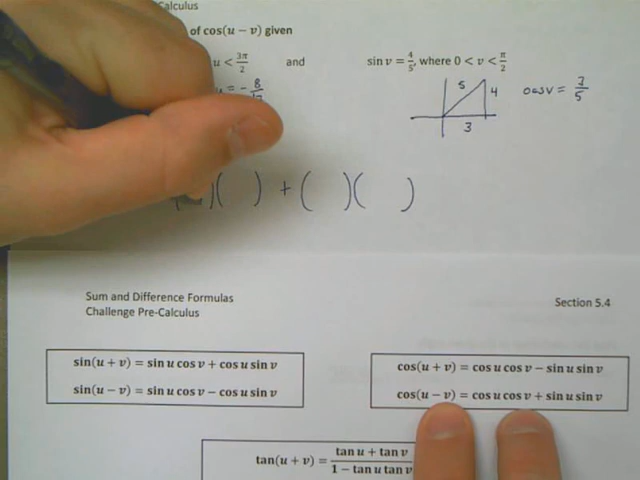 Calculus
of cos(u − v) given
u < 3π/2 and sin v = 4/5, where 0 < v < π/2
= − 8/17
5 4 3
cos v = 3/5
)( ) + ( )( )
Sum and Difference Formulas Section 5.4
Challenge Pre-Calculus
sin(u + v) = sin u cos v + cos u sin v
sin(u − v) = sin u cos v − cos u sin v
cos(u + v) = cos u cos v − sin u sin v
cos(u − v) = cos u cos v + sin u sin v
tan(u + v) = tan u + tan v / 1 − tan u tan v